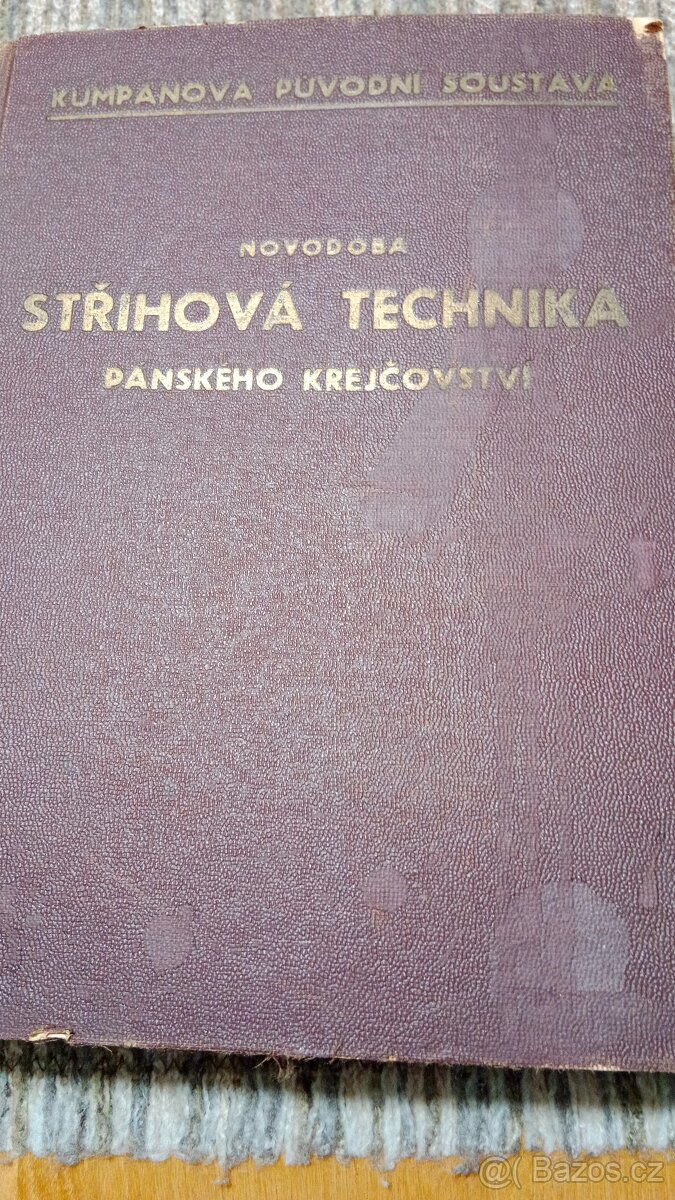 KUMPÁNOVA PŮVODNÍ SOUSTAVA
NOVODOBÁ
STŘIHOVÁ TECHNIKA
PÁNSKÉHO KREJČOVSTVÍ
Bazos.cz